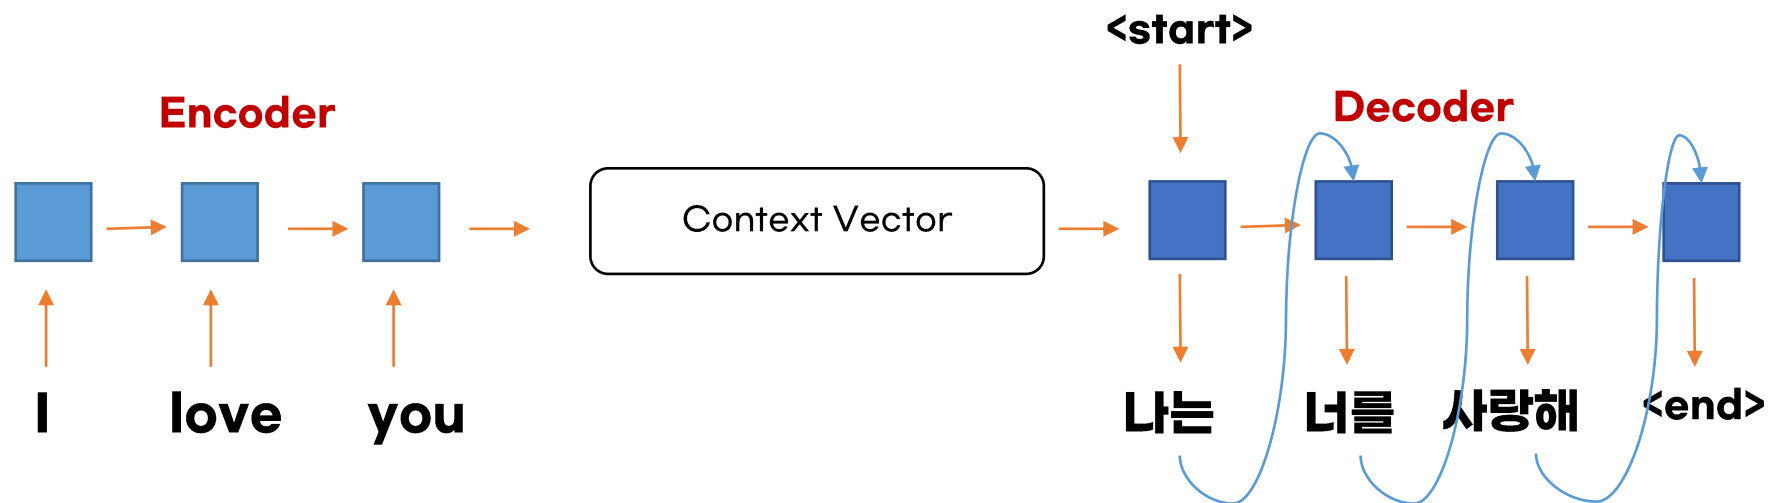 <start>
Encoder
Decoder
Context Vector
I love you
나는 너를 사랑해 <end>